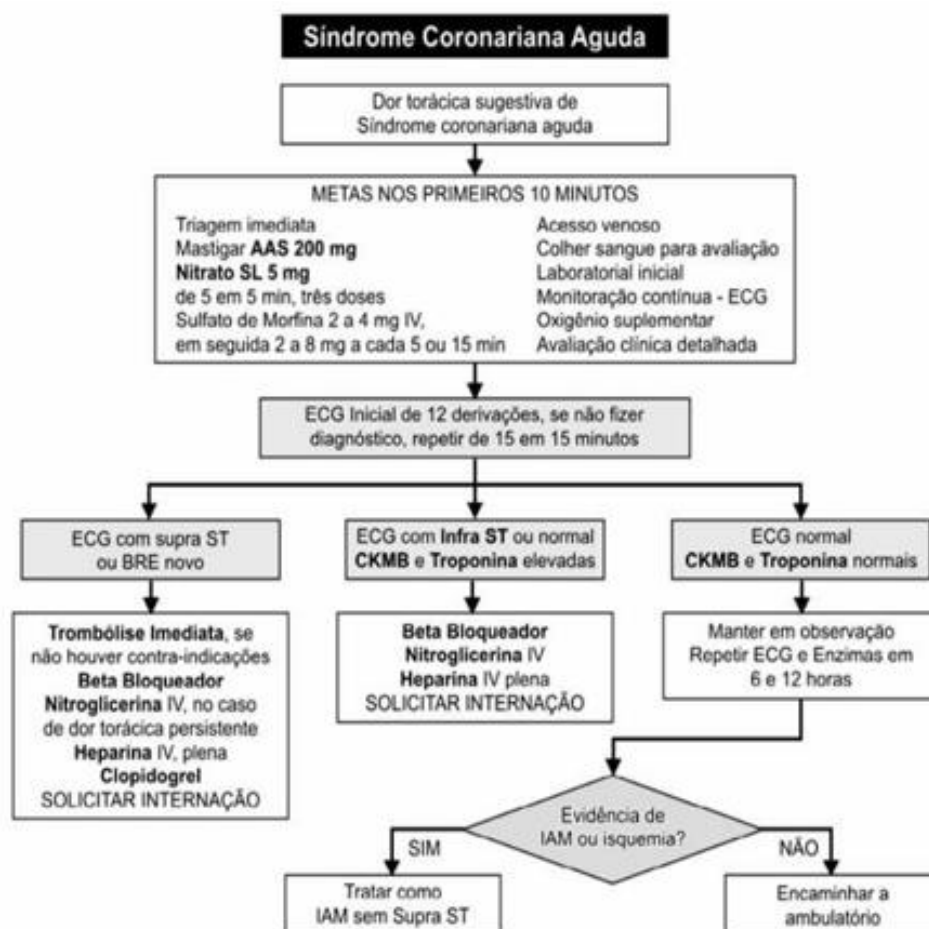 Síndrome Coronariana Aguda
Dor torácica sugestiva de
Síndrome coronariana aguda
METAS NOS PRIMEIROS 10 MINUTOS
Triagem imediata
Mastigar AAS 200 mg
Nitrato SL 5 mg
de 5 em 5 min, três doses
Sulfato de Morfina 2 a 4 mg IV,
em seguida 2 a 8 mg a cada 5 ou 15 min
Acesso venoso
Colher sangue para avaliação
Laboratorial inicial
Monitoração contínua - ECG
Oxigênio suplementar
Avaliação clínica detalhada
ECG Inicial de 12 derivações, se não fizer
diagnóstico, repetir de 15 em 15 minutos
ECG com supra ST
ou BRE novo
Trombólise Imediata, se
não houver contra-indicações
Beta Bloqueador
Nitroglicerina IV, no caso
de dor torácica persistente
Heparina IV, plena
Clopidogrel
SOLICITAR INTERNAÇÃO
ECG com Infra ST ou normal
CKMB e Troponina elevadas
Beta Bloqueador
Nitroglicerina IV
Heparina IV plena
SOLICITAR INTERNAÇÃO
ECG normal
CKMB e Troponina normais
Manter em observação
Repetir ECG e Enzimas em
6 e 12 horas
Evidência de
IAM ou isquemia?
SIM
NÃO
Tratar como
IAM sem Supra ST
Encaminhar a
ambulatório